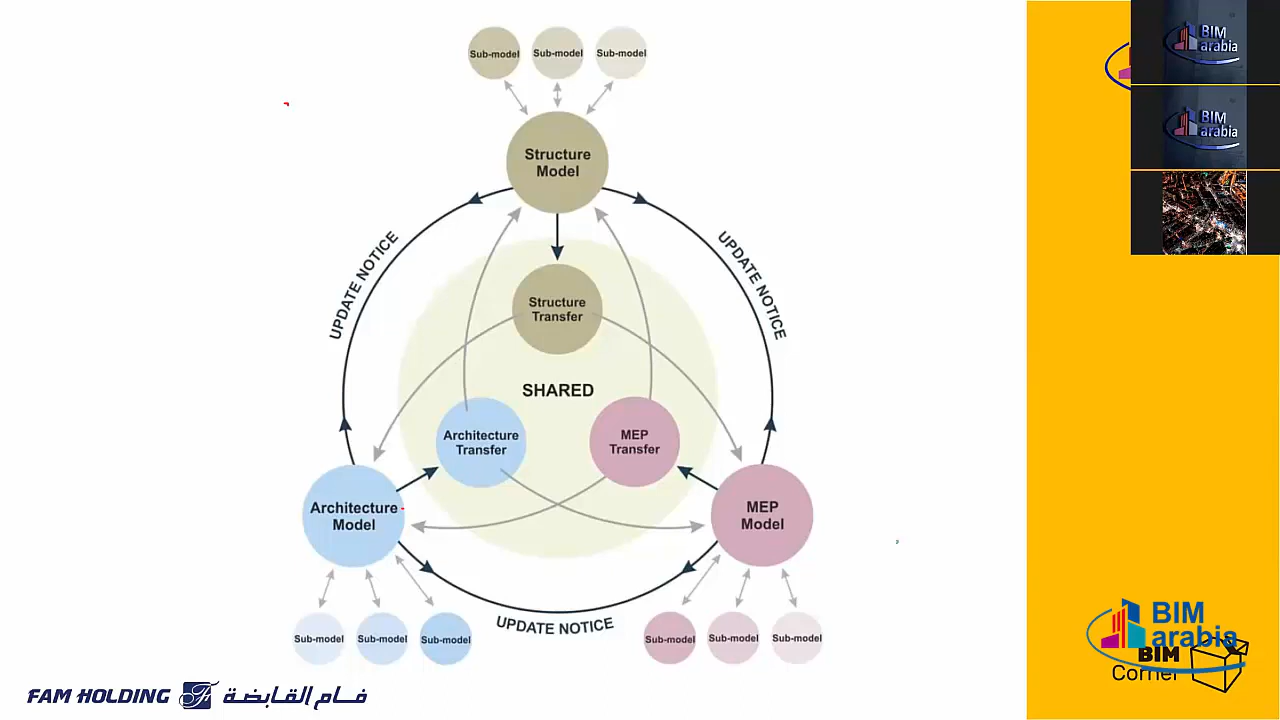 Sub-model
Sub-model
Sub-model
Structure
Model
UPDATE NOTICE
UPDATE NOTICE
Structure
Transfer
SHARED
Architecture
Transfer
MEP
Transfer
Architecture
Model
MEP
Model
Sub-model
Sub-model
Sub-model
UPDATE NOTICE
Sub-model
Sub-model
Sub-model
FAM HOLDING
فام القابضة
BIM
arabia
BIM
arabia
BIM
arabia
BIM
Corner